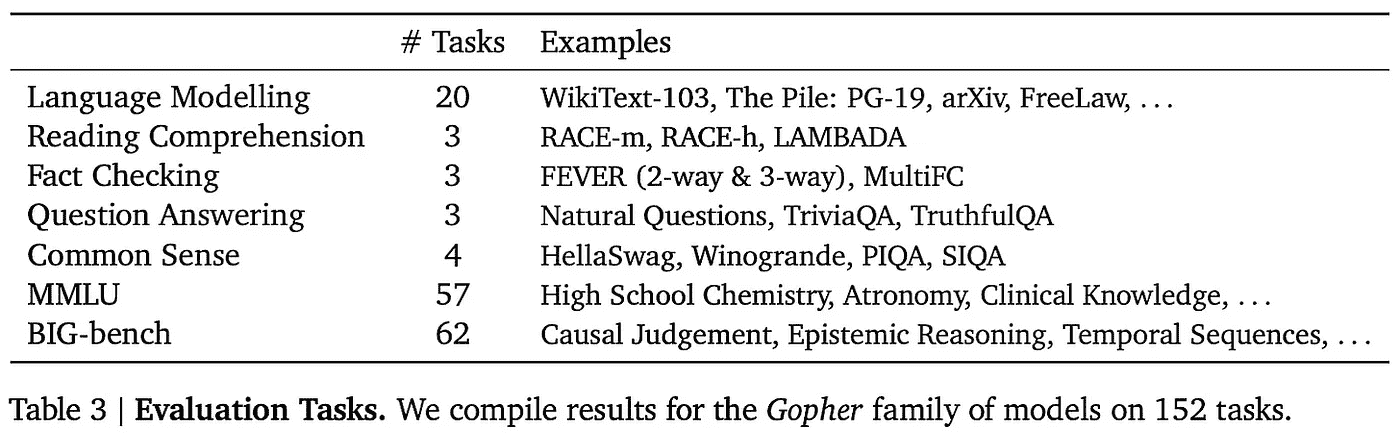 # Tasks Examples
Language Modelling 20 WikiText-103, The Pile: PG-19, arXiv, FreeLaw, ...
Reading Comprehension 3 RACE-m, RACE-h, LAMBADA
Fact Checking 3 FEVER (2-way & 3-way), MultiFC
Question Answering 3 Natural Questions, TriviaQA, TruthfulQA
Common Sense 4 HellaSwag, Winogrande, PIQA, SIQA
MMLU 57 High School Chemistry, Atronomy, Clinical Knowledge, ...
BIG-bench 62 Causal Judgement, Epistemic Reasoning, Temporal Sequences, ...
Table 3 | Evaluation Tasks. We compile results for the Gopher family of models on 152 tasks.